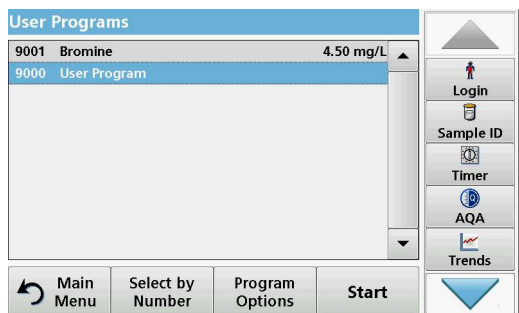 User Programs
9001 Bromine 4.50 mg/L
9000 User Program
Login
Sample ID
Timer
AQA
Trends
Main
Menu
Select by
Number
Program
Options
Start